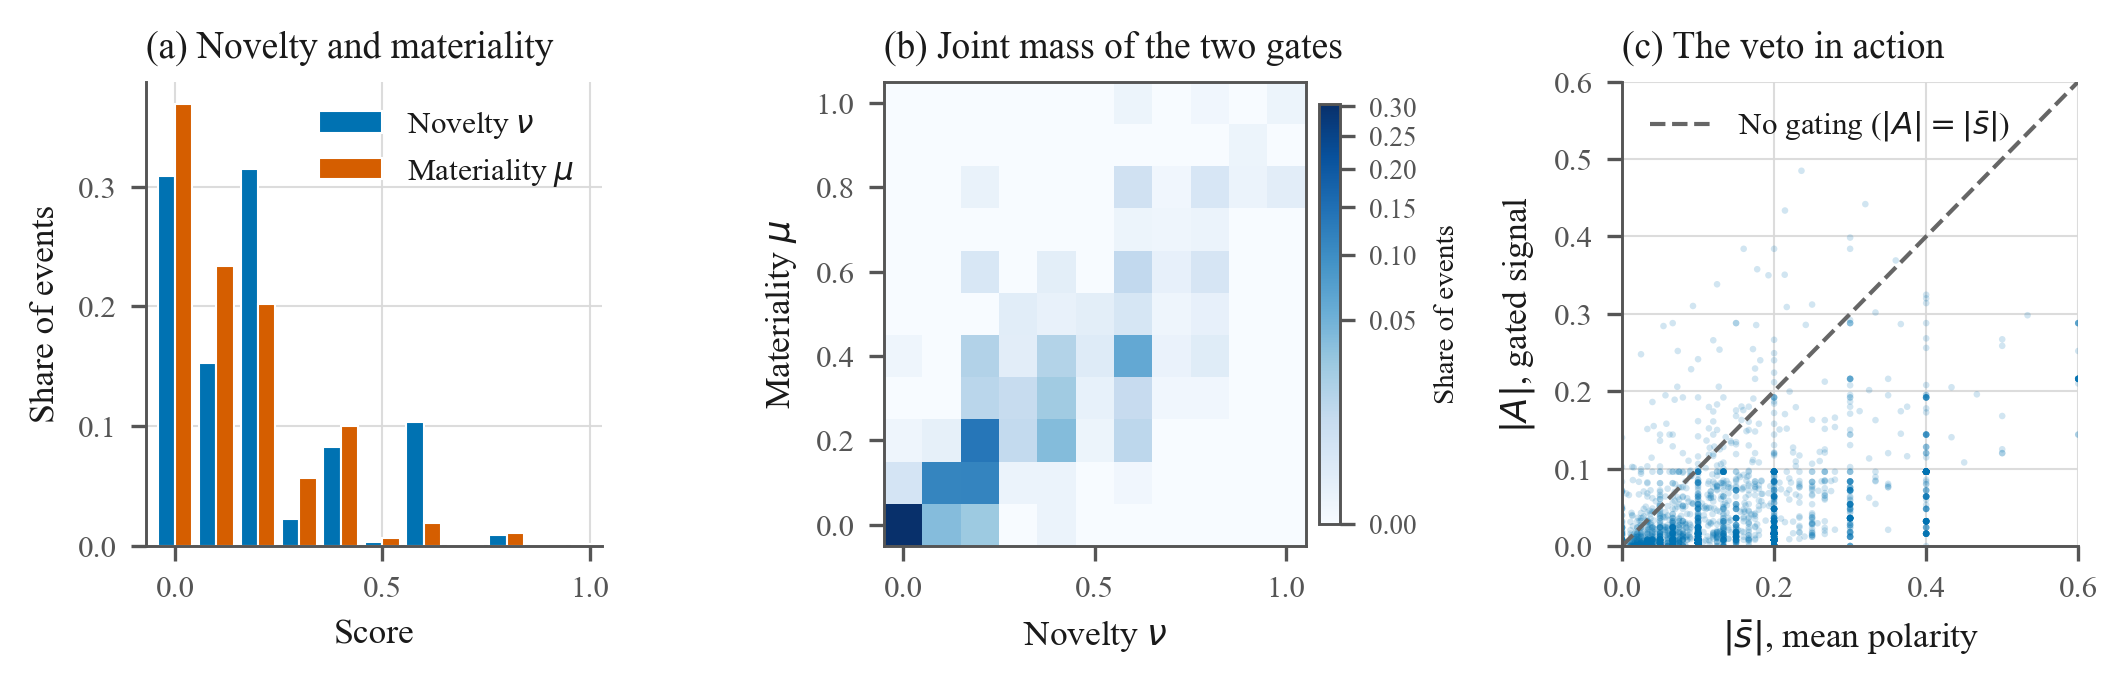 (a) Novelty and materiality
Novelty ν
Materiality μ
Share of events
0.3
0.2
0.1
0.0
0.0
0.5
1.0
Score
(b) Joint mass of the two gates
Materiality μ
1.0
0.8
0.6
0.4
0.2
0.0
0.0
0.5
1.0
Novelty ν
0.30
0.25
0.20
0.15
0.10
0.05
0.00
Share of events
(c) The veto in action
No gating (|A| = |s̄|)
|A|, gated signal
0.6
0.5
0.4
0.3
0.2
0.1
0.0
0.0
0.2
0.4
0.6
|s̄|, mean polarity